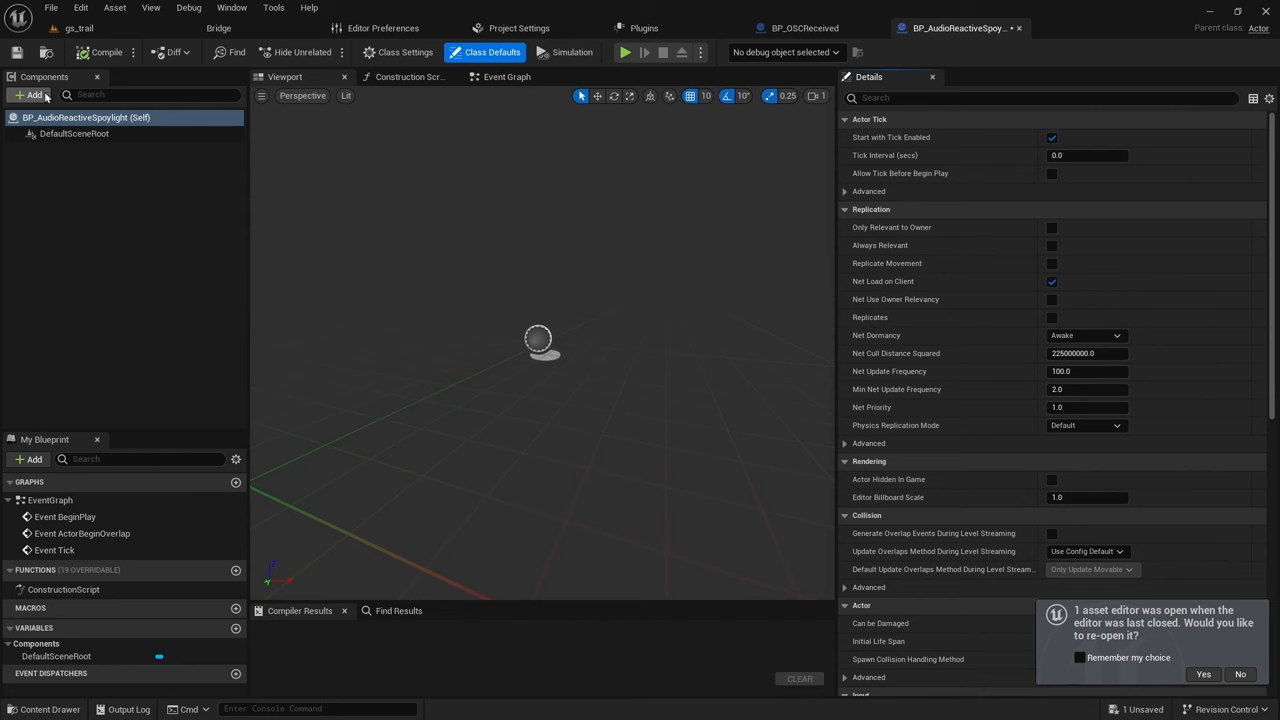 File Edit Asset View Debug Window Tools Help
gs_trail Bridge Editor Preferences Project Settings Plugins BP_OSCReceived BP_AudioReactiveSpoy... • Parent class: Actor
Compile Diff Find Hide Unrelated Class Settings Class Defaults Simulation No debug object selected
Components Viewport Construction Scr... Event Graph Details
+ Add Search Perspective Lit 10 10° 0.25 1 Search
BP_AudioReactiveSpoylight (Self)
DefaultSceneRoot
Actor Tick
Start with Tick Enabled
Tick Interval (secs) 0.0
Allow Tick Before Begin Play
Advanced
Replication
Only Relevant to Owner
Always Relevant
Replicate Movement
Net Load on Client
Net Use Owner Relevancy
Replicates
Net Dormancy Awake
Net Cull Distance Squared 225000000.0
Net Update Frequency 100.0
Min Net Update Frequency 2.0
Net Priority 1.0
Physics Replication Mode Default
Advanced
Rendering
Actor Hidden In Game
Editor Billboard Scale 1.0
Collision
Generate Overlap Events During Level Streaming
Update Overlaps Method During Level Streaming Use Config Default
Default Update Overlaps Method During Level Stream... Only Update Movable
Advanced
Actor
Can be Damaged
Initial Life Span
Spawn Collision Handling Method
Advanced
Input
My Blueprint
+ Add Search
GRAPHS
EventGraph
Event BeginPlay
Event ActorBeginOverlap
Event Tick
FUNCTIONS (19 OVERRIDABLE)
ConstructionScript
MACROS
VARIABLES
Components
DefaultSceneRoot
EVENT DISPATCHERS
Z
X
Y
Compiler Results Find Results
CLEAR
1 asset editor was open when the
editor was last closed. Would you like
to re-open it?
Remember my choice
Yes No
Content Drawer Output Log Cmd Enter Console Command 1 Unsaved Revision Control